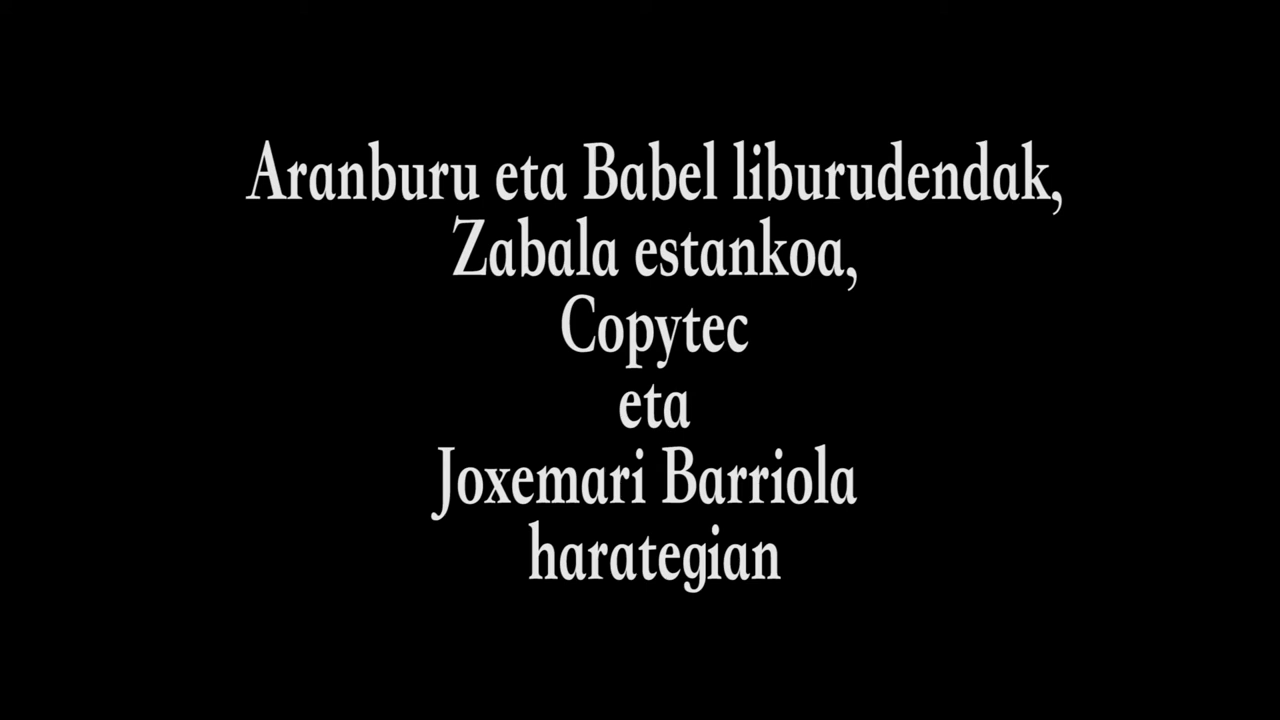 Aranburu eta Babel liburudendak,
Zabala estankoa,
Copytec
eta
Joxemari Barriola
harategian